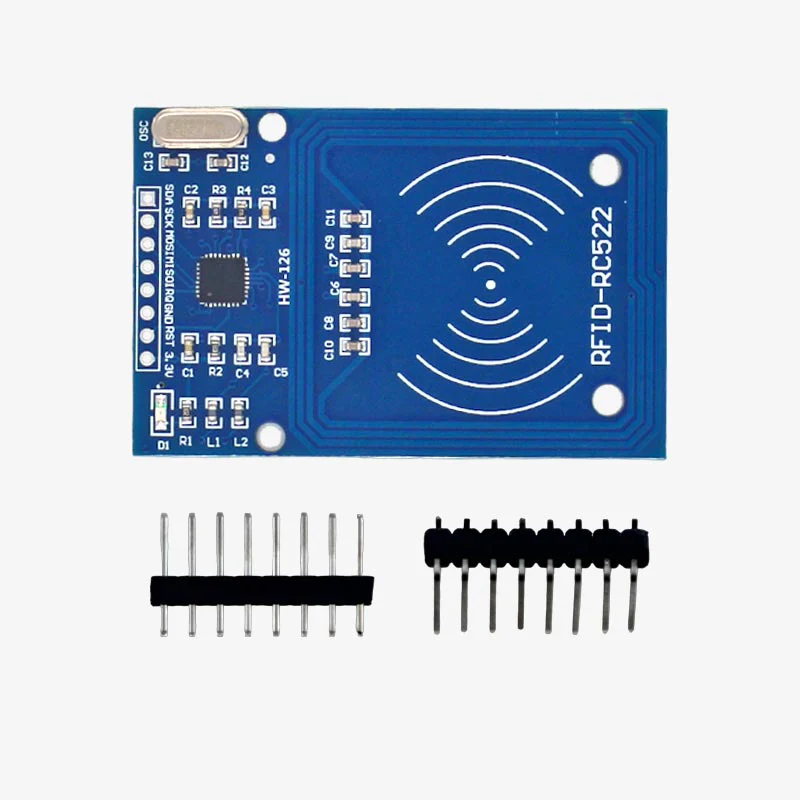 OSC
C13
C12
SDA SCK MOSI MISO IRQ GND RST 3.3V
C2
R3
R4
C3
HW-126
C1
R2
C4
C5
D1
R1
L1
L2
C11
C9
C7
C6
C8
C10
RFID-RC522